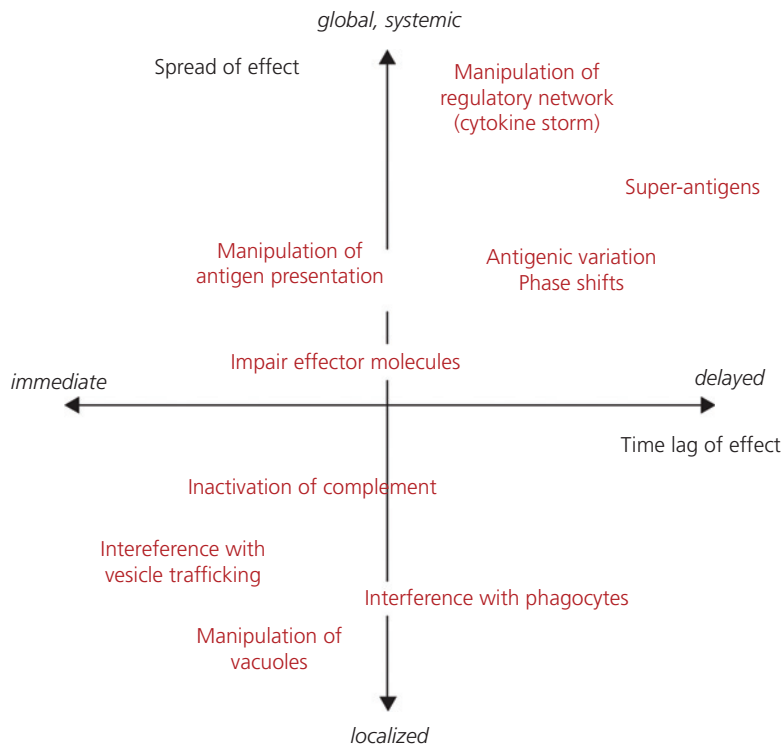 global, systemic
Spread of effect
Manipulation of
regulatory network
(cytokine storm)
Super-antigens
Manipulation of
antigen presentation
Antigenic variation
Phase shifts
Impair effector molecules
immediate
delayed
Time lag of effect
Inactivation of complement
Intereference with
vesicle trafficking
Interference with phagocytes
Manipulation of
vacuoles
localized